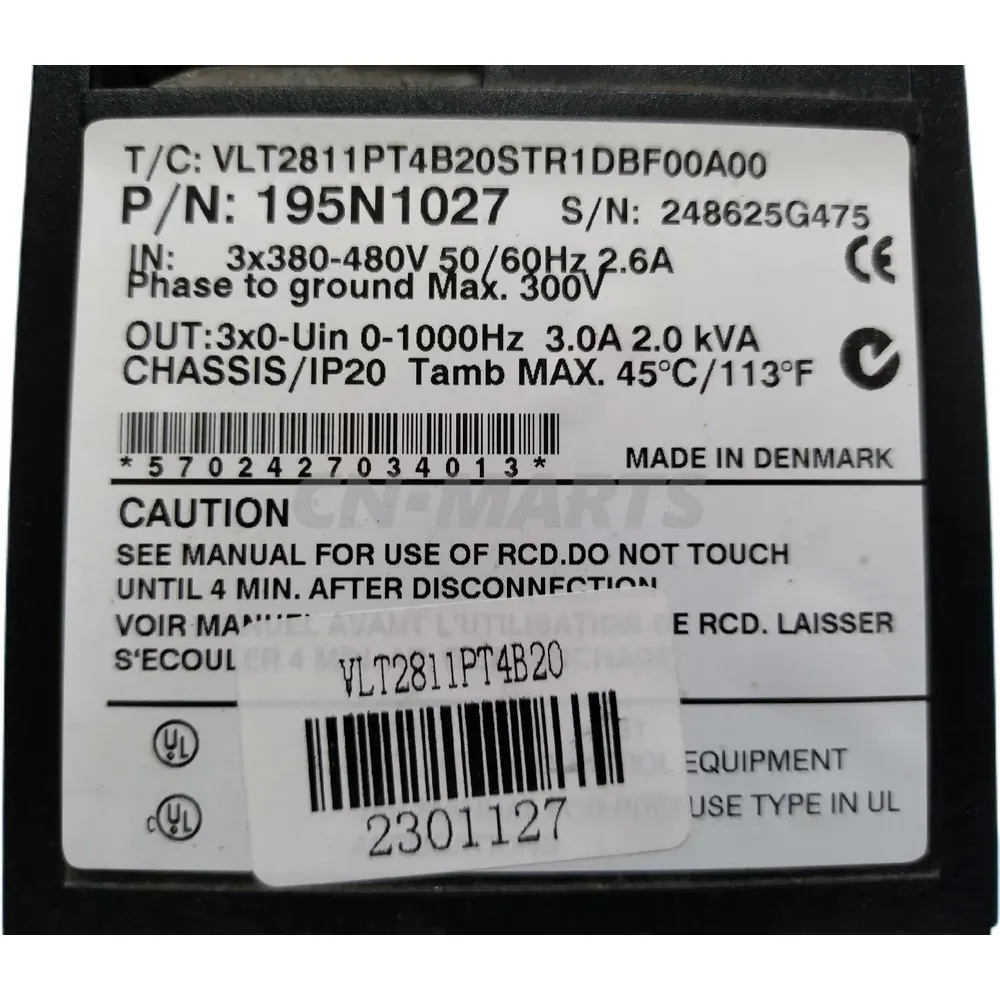 T/C: VLT2811PT4B20STR1DBF00A00
P/N: 195N1027 S/N: 248625G475
IN: 3x380-480V 50/60Hz 2.6A
Phase to ground Max. 300V
CE
OUT:3x0-Uin 0-1000Hz 3.0A 2.0 kVA
CHASSIS/IP20 Tamb MAX. 45°C/113°F
*5702427034013*
MADE IN DENMARK
CN-MARTS
CAUTION
SEE MANUAL FOR USE OF RCD.DO NOT TOUCH
UNTIL 4 MIN. AFTER DISCONNECTION
VOIR MANUEL AVANT L'UTILISATION E RCD. LAISSER
S'ECOUL
VLT2811PT4B20
2301127
UL
EQUIPMENT
c UL
USE TYPE IN UL